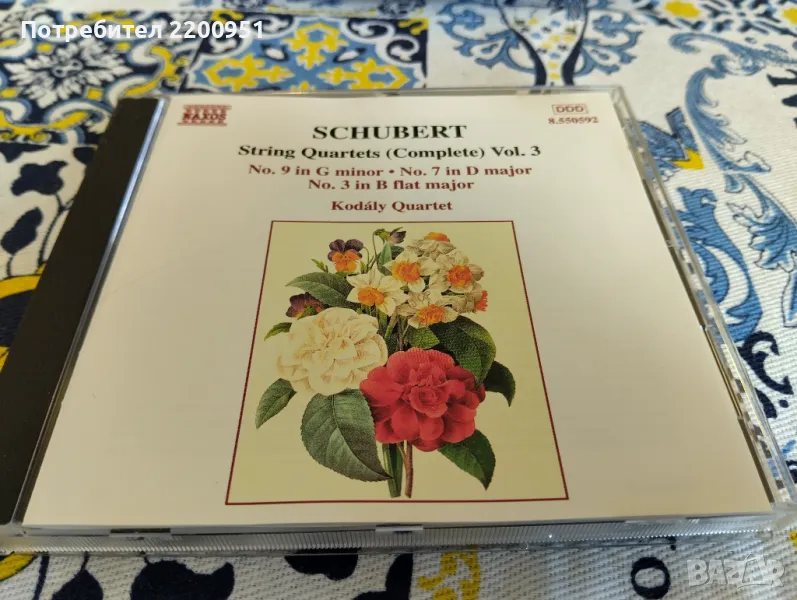 Потребител 2200951
NAXOS
DDD
8.550592
SCHUBERT
String Quartets (Complete) Vol. 3
No. 9 in G minor • No. 7 in D major
No. 3 in B flat major
Kodály Quartet
BAZAR